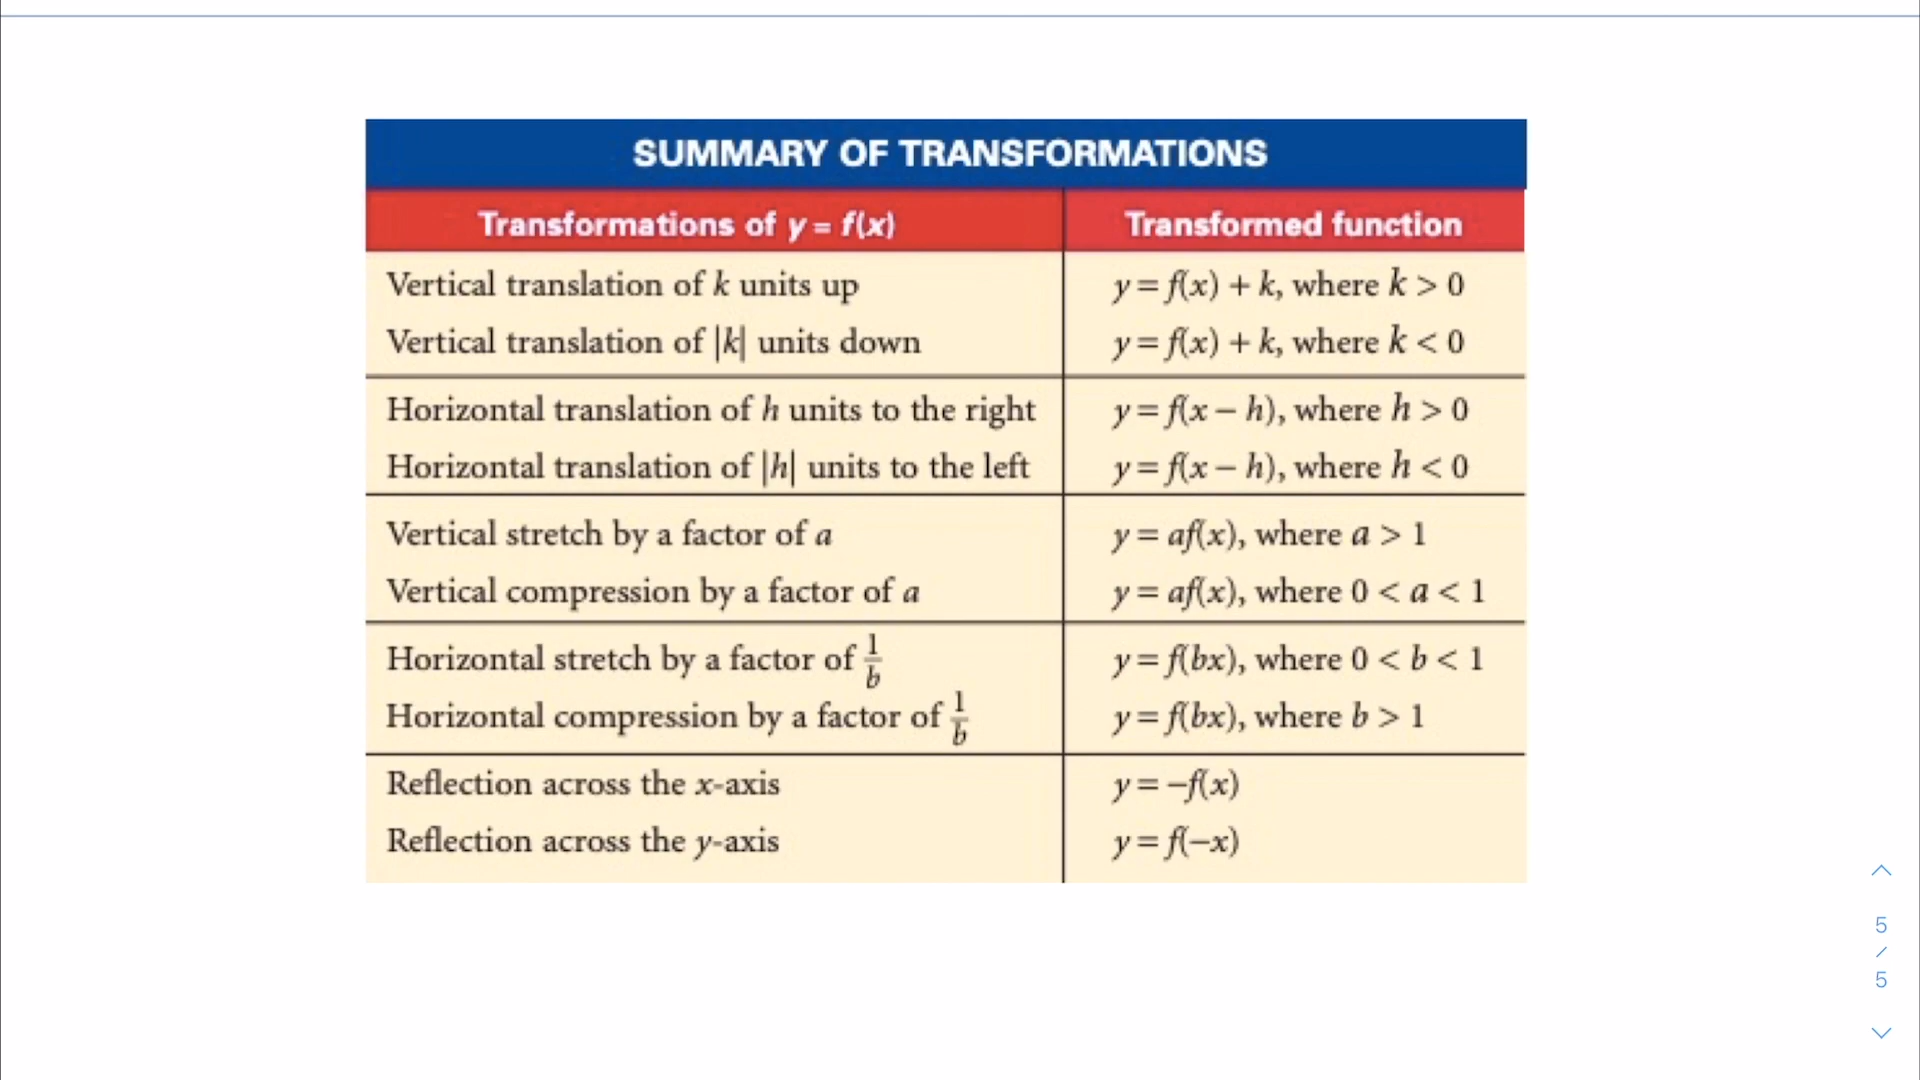 SUMMARY OF TRANSFORMATIONS
Transformations of y = f(x)
Transformed function
Vertical translation of k units up
y = f(x) + k, where k > 0
Vertical translation of |k| units down
y = f(x) + k, where k < 0
Horizontal translation of h units to the right
y = f(x – h), where h > 0
Horizontal translation of |h| units to the left
y = f(x – h), where h < 0
Vertical stretch by a factor of a
y = af(x), where a > 1
Vertical compression by a factor of a
y = af(x), where 0 < a < 1
Horizontal stretch by a factor of 1/b
y = f(bx), where 0 < b < 1
Horizontal compression by a factor of 1/b
y = f(bx), where b > 1
Reflection across the x-axis
y = –f(x)
Reflection across the y-axis
y = f(–x)
5
/
5